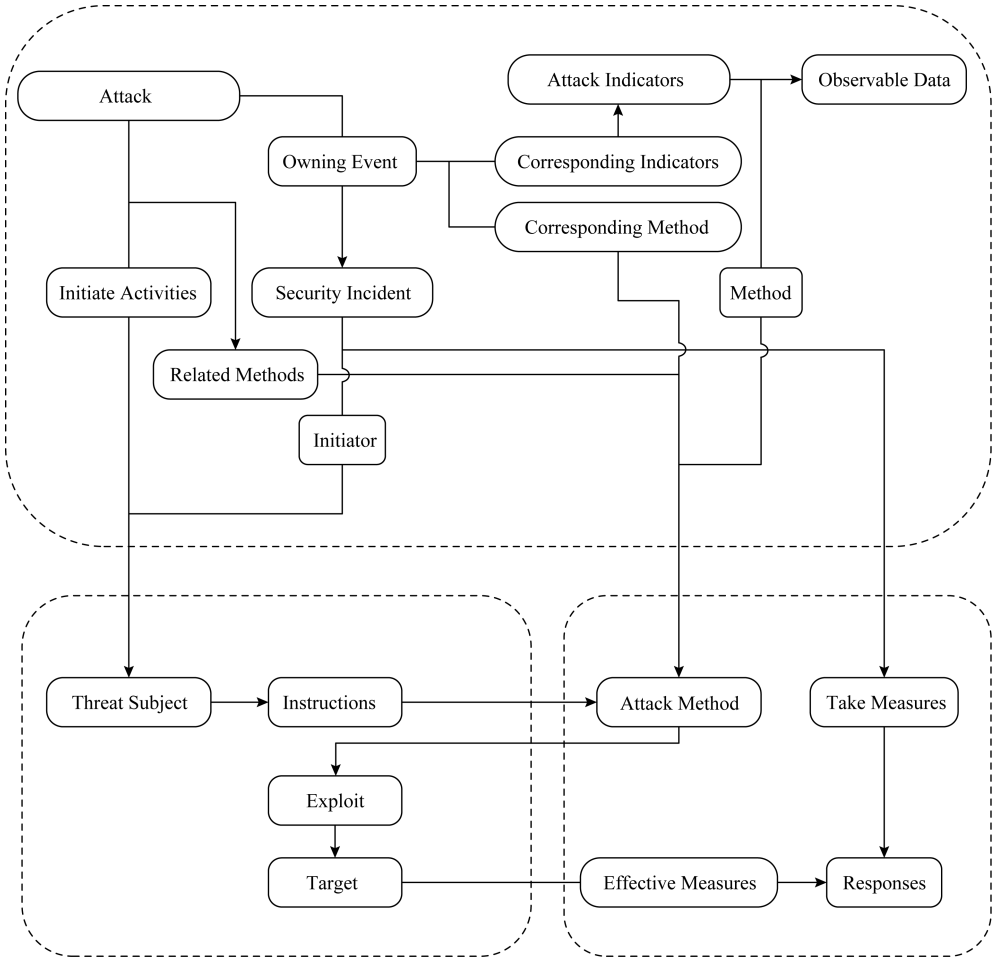 Attack
Attack Indicators
Observable Data
Owning Event
Corresponding Indicators
Corresponding Method
Initiate Activities
Security Incident
Method
Related Methods
Initiator
Threat Subject
Instructions
Attack Method
Take Measures
Exploit
Target
Effective Measures
Responses